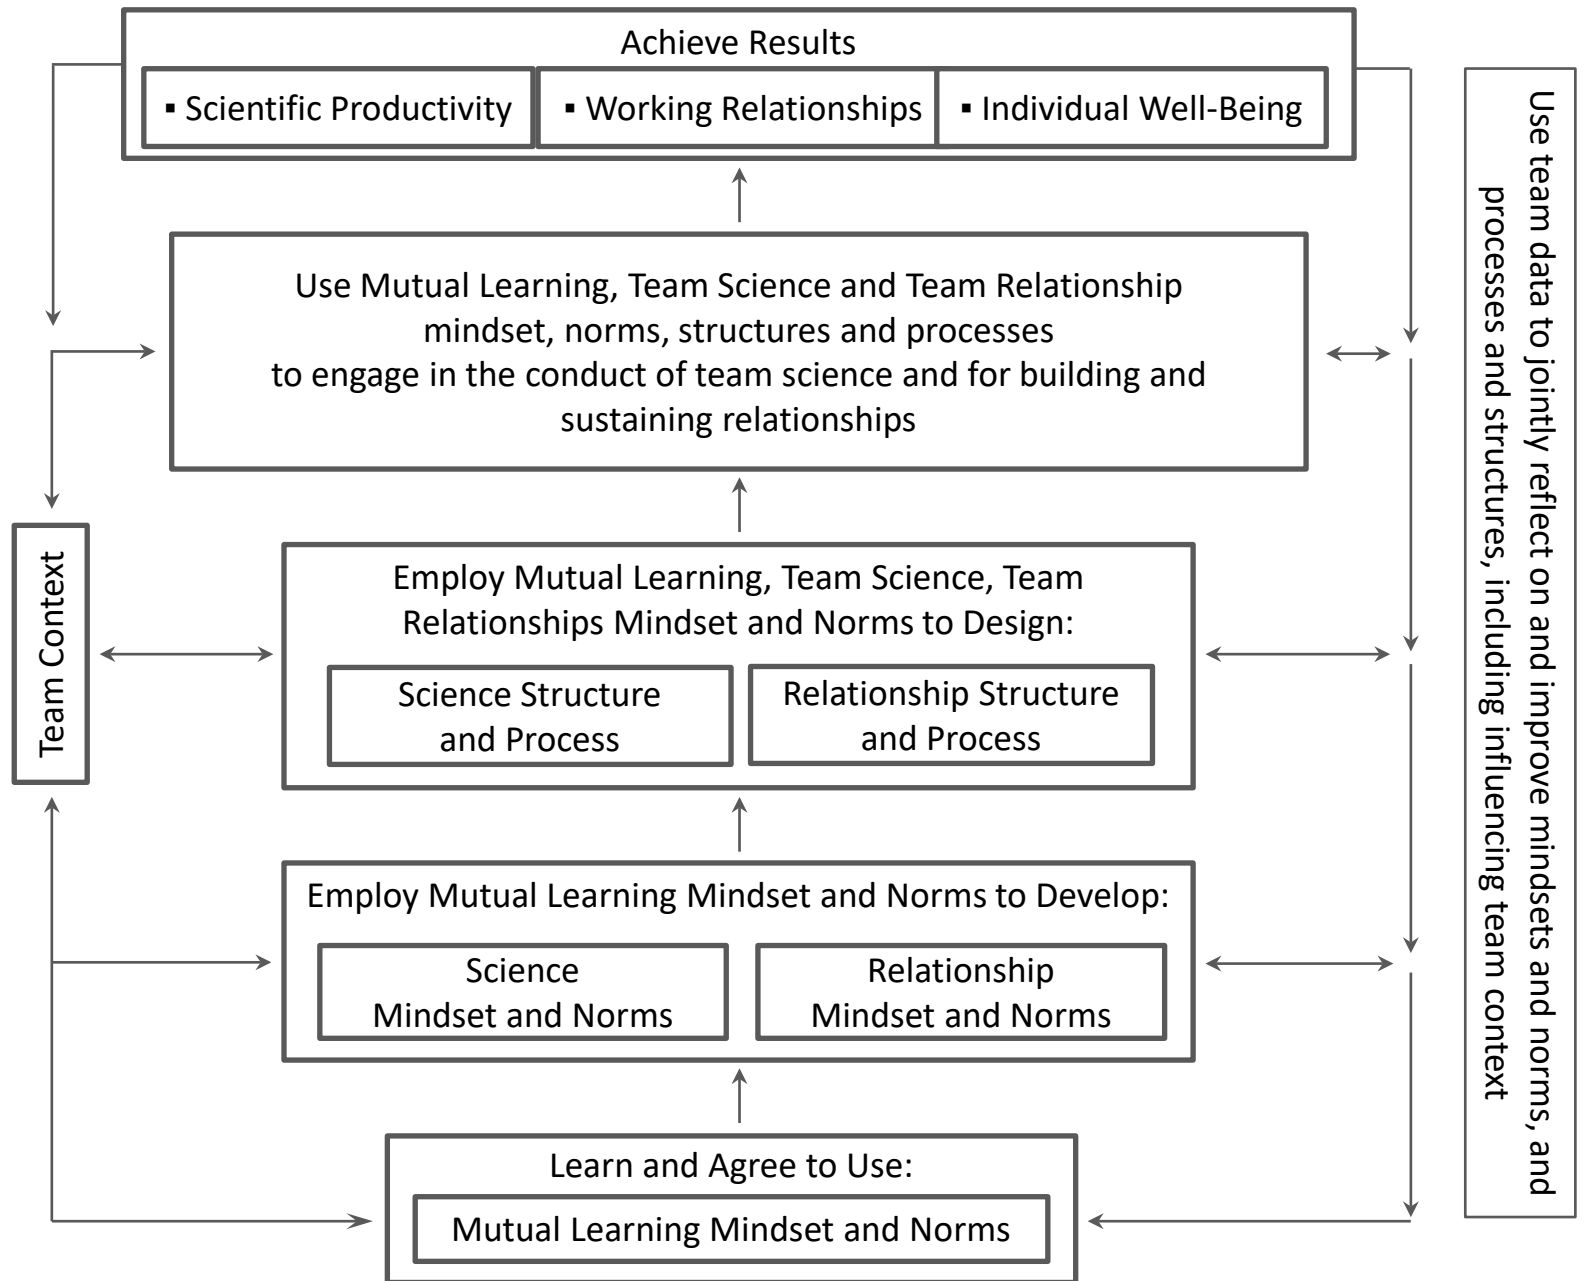 Achieve Results
▪ Scientific Productivity
▪ Working Relationships
▪ Individual Well-Being
Use Mutual Learning, Team Science and Team Relationship
mindset, norms, structures and processes
to engage in the conduct of team science and for building and
sustaining relationships
Team Context
Employ Mutual Learning, Team Science, Team
Relationships Mindset and Norms to Design:
Science Structure
and Process
Relationship Structure
and Process
Employ Mutual Learning Mindset and Norms to Develop:
Science
Mindset and Norms
Relationship
Mindset and Norms
Learn and Agree to Use:
Mutual Learning Mindset and Norms
Use team data to jointly reflect on and improve mindsets and norms, and
processes and structures, including influencing team context